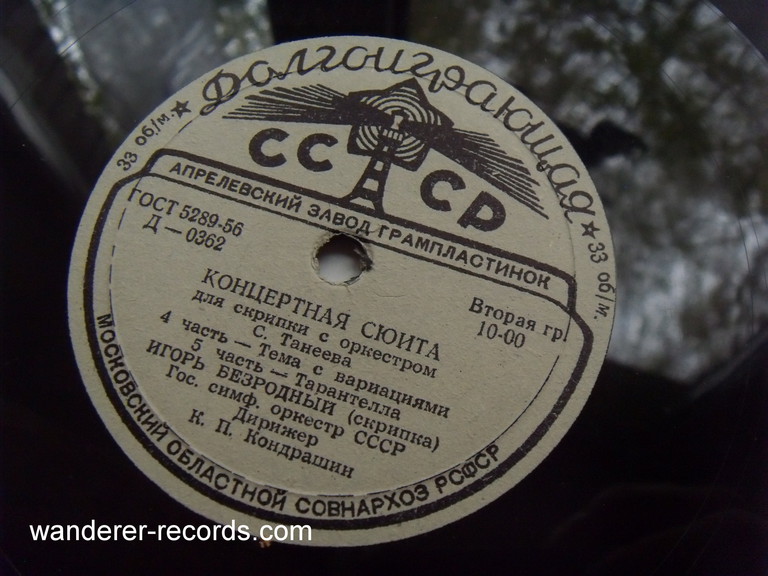 Долгоиграющая
33 об/м. ★ ★ 33 об/м.
СССР
АПРЕЛЕВСКИЙ ЗАВОД ГРАМПЛАСТИНОК
ГОСТ 5289-56
Д — 0362
Вторая гр.
10-00
КОНЦЕРТНАЯ СЮИТА
для скрипки с оркестром
С. Танеева
4 часть — Тема с вариациями
5 часть — Тарантелла
ИГОРЬ БЕЗРОДНЫЙ (скрипка)
Гос. симф. оркестр СССР
Дирижер
К. П. Кондрашин
МОСКОВСКИЙ ОБЛАСТНОЙ СОВНАРХОЗ РСФСР
wanderer-records.com